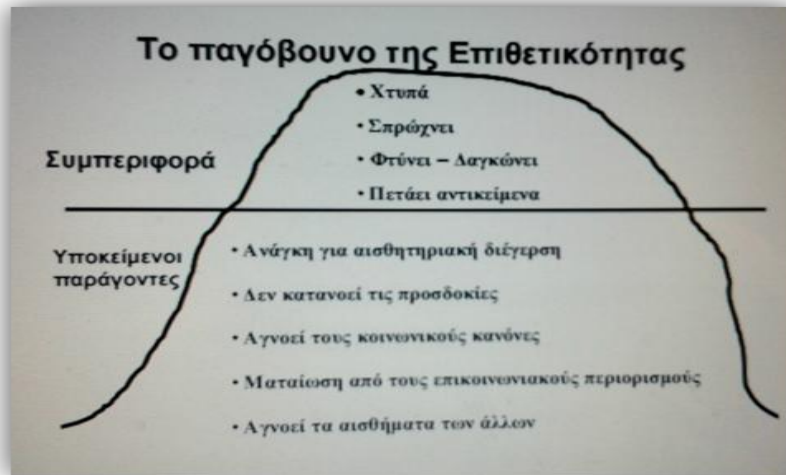 Το παγόβουνο της Επιθετικότητας
• Χτυπά
• Σπρώχνει
Συμπεριφορά
• Φτύνει – Δαγκώνει
• Πετάει αντικείμενα
Υποκείμενοι
παράγοντες
• Ανάγκη για αισθητηριακή διέγερση
• Δεν κατανοεί τις προσδοκίες
• Αγνοεί τους κοινωνικούς κανόνες
• Ματαίωση από τους επικοινωνιακούς περιορισμούς
• Αγνοεί τα αισθήματα των άλλων